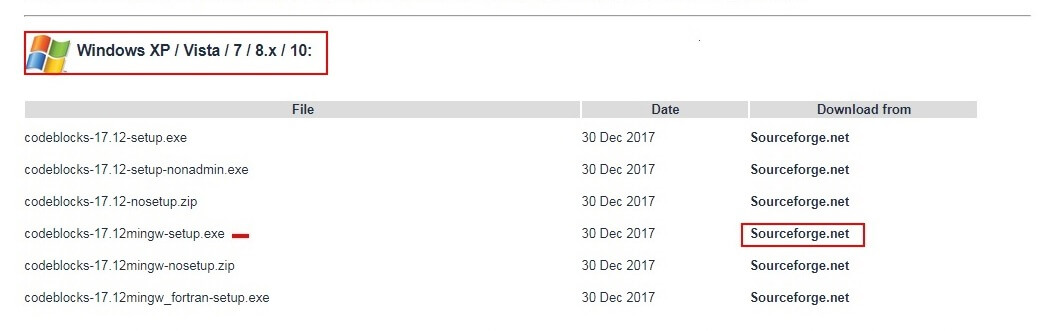 Windows XP / Vista / 7 / 8.x / 10:
File Date Download from
codeblocks-17.12-setup.exe 30 Dec 2017 Sourceforge.net
codeblocks-17.12-setup-nonadmin.exe 30 Dec 2017 Sourceforge.net
codeblocks-17.12-nosetup.zip 30 Dec 2017 Sourceforge.net
codeblocks-17.12mingw-setup.exe 30 Dec 2017 Sourceforge.net
codeblocks-17.12mingw-nosetup.zip 30 Dec 2017 Sourceforge.net
codeblocks-17.12mingw_fortran-setup.exe 30 Dec 2017 Sourceforge.net